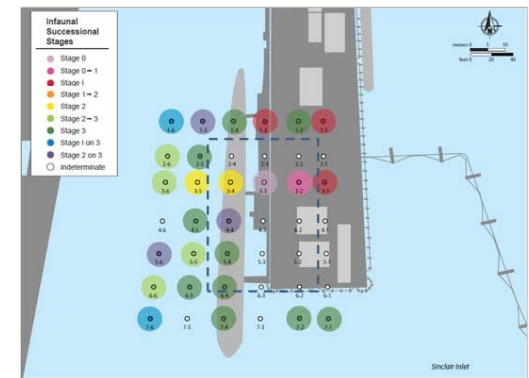 Infaunal
Successional
Stages
Stage 0
Stage 0–1
Stage I
Stage 1–2
Stage 2
Stage 2–3
Stage 3
Stage I on 3
Stage 2 on 3
Indeterminate
meters 0 5 10
feet 0 20 40
1-6 1-5 1-4 1-3 1-2 1-1
2-6 2-5 2-4 2-3 2-2 2-1
3-6 3-5 3-4 3-3 3-2 3-1
4-6 4-5 4-4 4-3 4-2 4-1
5-6 5-5 5-4 5-3 5-2 5-1
6-6 6-5 6-4 6-3 6-2 6-1
7-6 7-5 7-4 7-3 7-2 7-1
Sinclair Inlet